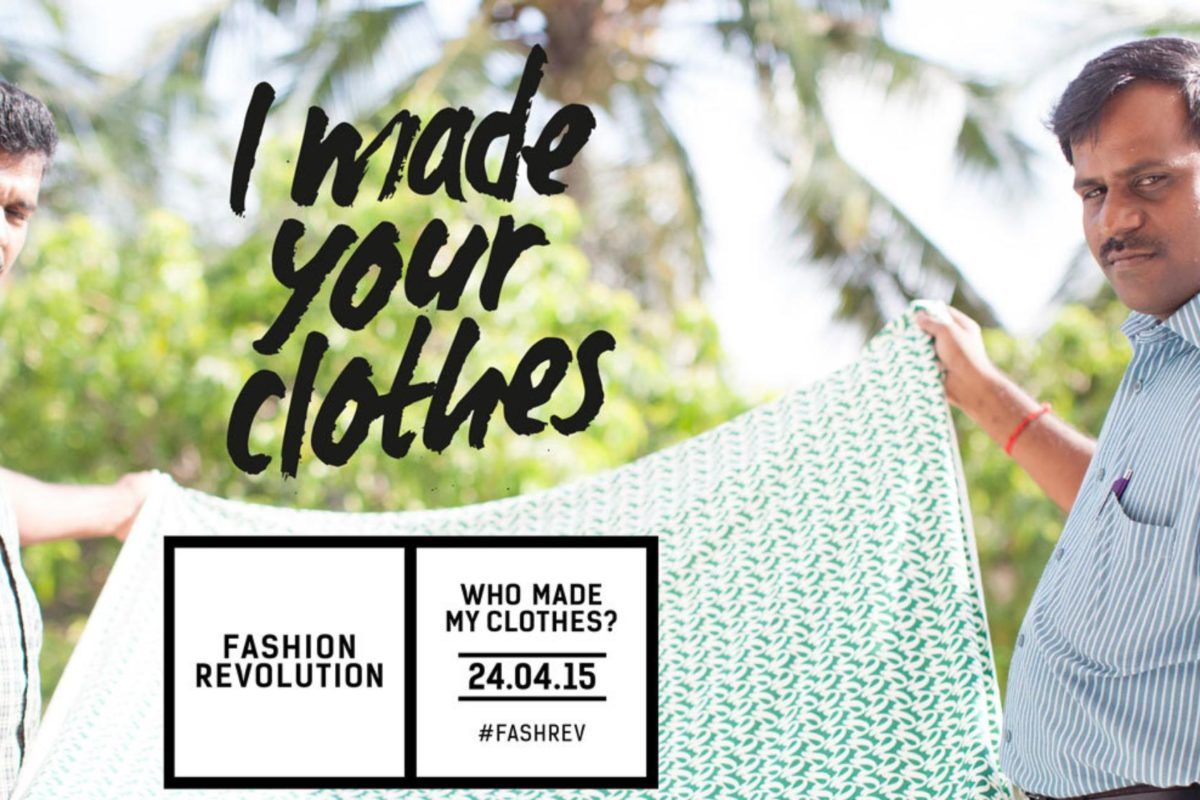 I made
your
clothes
FASHION
REVOLUTION
WHO MADE
MY CLOTHES?
24.04.15
#FASHREV